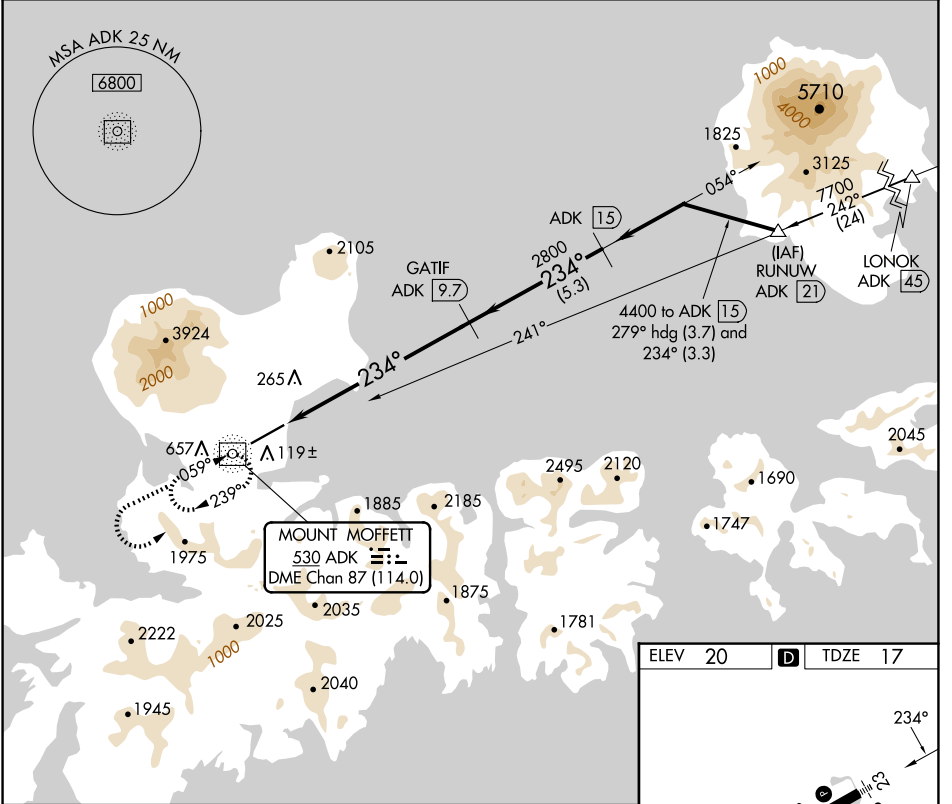 MSA ADK 25 NM
6800
1000
5710
4000
1825
3125
054°
7700
242°
(24)
ADK 15
2105
2800
234°
(5.3)
(IAF)
RUNUW
ADK 21
LONOK
ADK 45
GATIF
ADK 9.7
4400 to ADK 15
279° hdg (3.7) and
234° (3.3)
241°
1000
3924
2000
234°
265
657
119±
059°
239°
2045
2495
2120
1690
1885
2185
1747
1975
MOUNT MOFFETT
530 ADK
DME Chan 87 (114.0)
1875
2035
2025
1781
2222
1000
2040
1945
ELEV 20
D
TDZE 17
234°
P
23